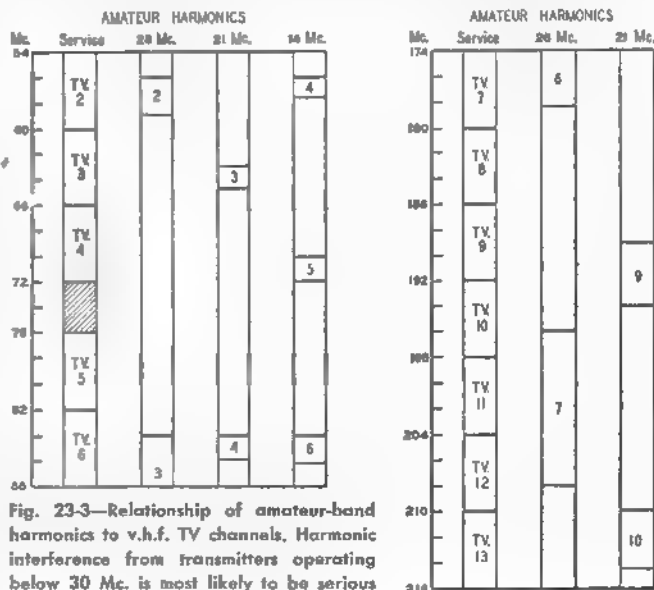 AMATEUR HARMONICS
Mc. Service 28 Mc. 21 Mc. 14 Mc.
54
TV. 2
2
4
60
TV. 3
3
66
TV. 4
5
72
76
TV. 5
82
TV. 6
3
4
6
88
AMATEUR HARMONICS
Mc. Service 28 Mc. 21 Mc.
174
TV. 7
6
180
TV. 8
186
TV. 9
9
192
TV. 10
198
TV. 11
7
204
TV. 12
210
TV. 13
10
216
Fig. 23-3—Relationship of amateur-band
harmonics to v.h.f. TV channels. Harmonic
interference from transmitters operating
below 30 Mc. is most likely to be serious